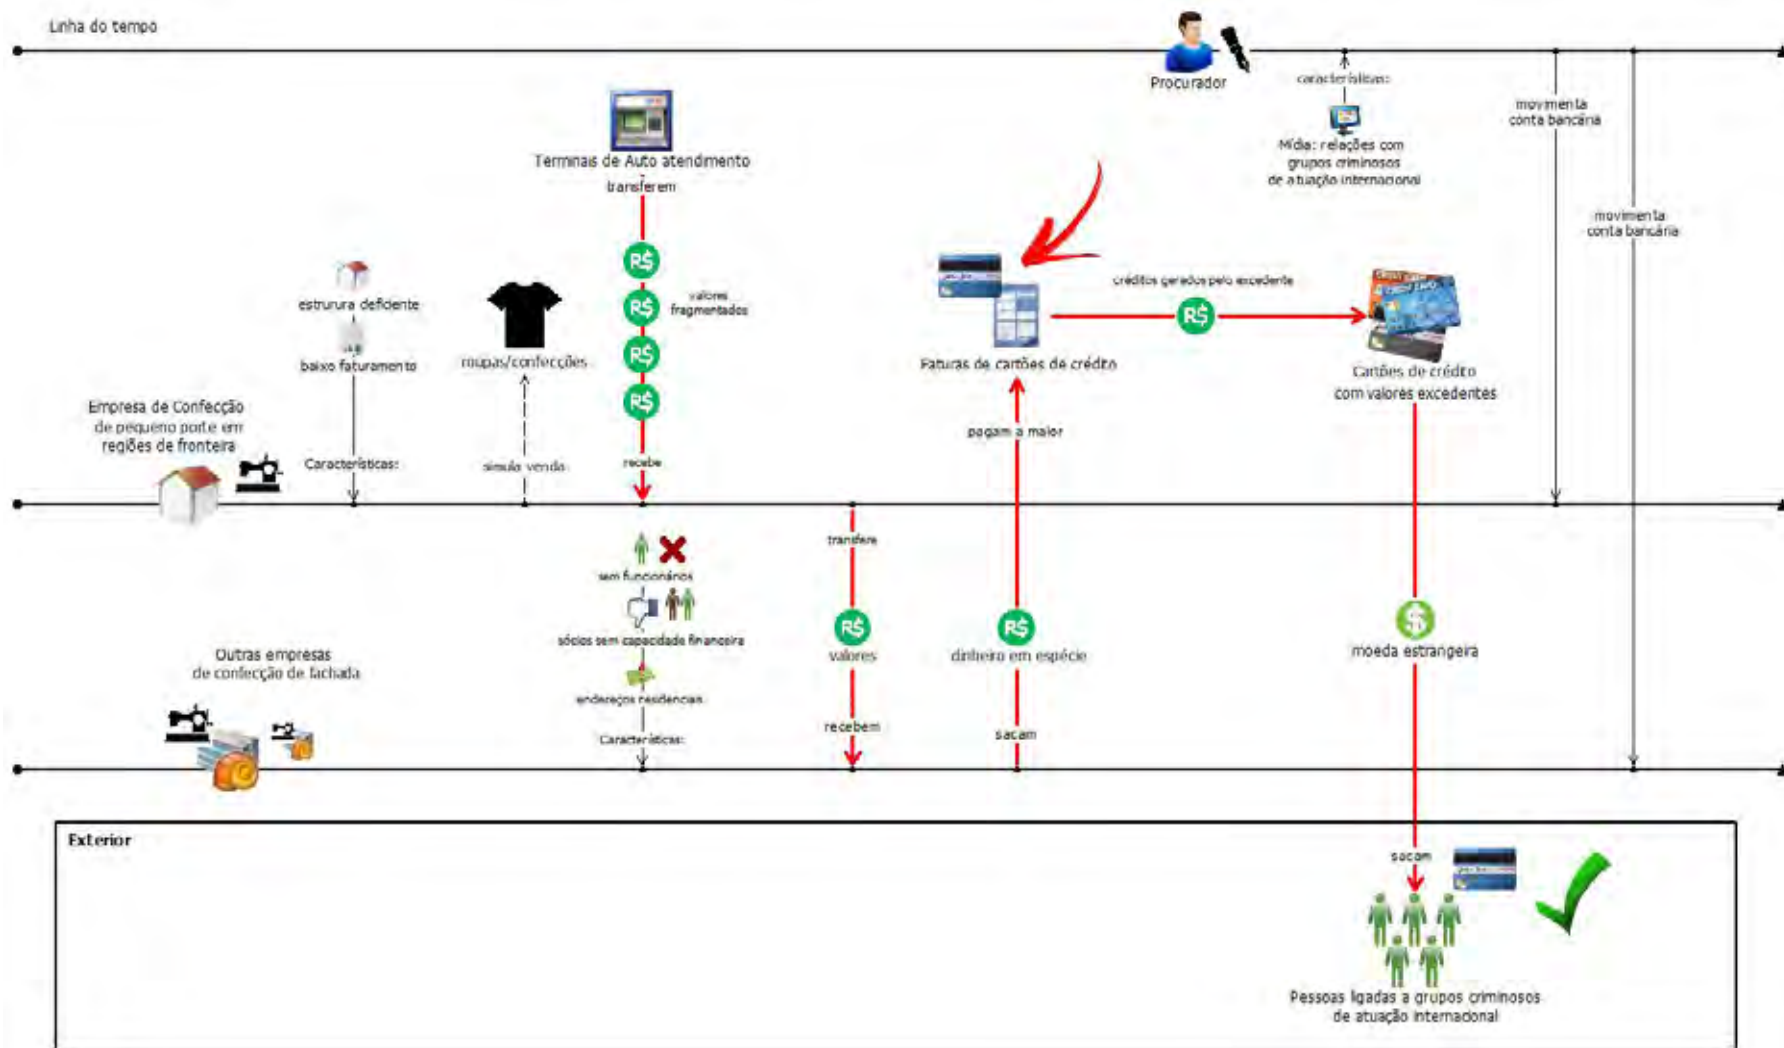 Linha do tempo
Procurador
características:
Mídia: relações com
grupos criminosos
de atuação internacional
movimenta
conta bancária
movimenta
conta bancária
Terminais de Auto atendimento
transferem
R$
R$
R$
R$
valores
fragmentados
recebe
estrurura deficiente
baixo faturamento
Características:
roupas/confecções
simula venda
Empresa de Confecção
de pequeno porte em
regiões de fronteira
Faturas de cartões de crédito
pagam a maior
créditos gerados pelo excedente
R$
CREDIT CARD
Cartões de crédito
com valores excedentes
sem funcionários
sócios sem capacidade financeira
endereços residenciais
Características:
transfere
R$
valores
recebem
R$
dinheiro em espécie
sacam
$
moeda estrangeira
Outras empresas
de confecção de fachada
Exterior
sacam
Pessoas ligadas a grupos criminosos
de atuação internacional